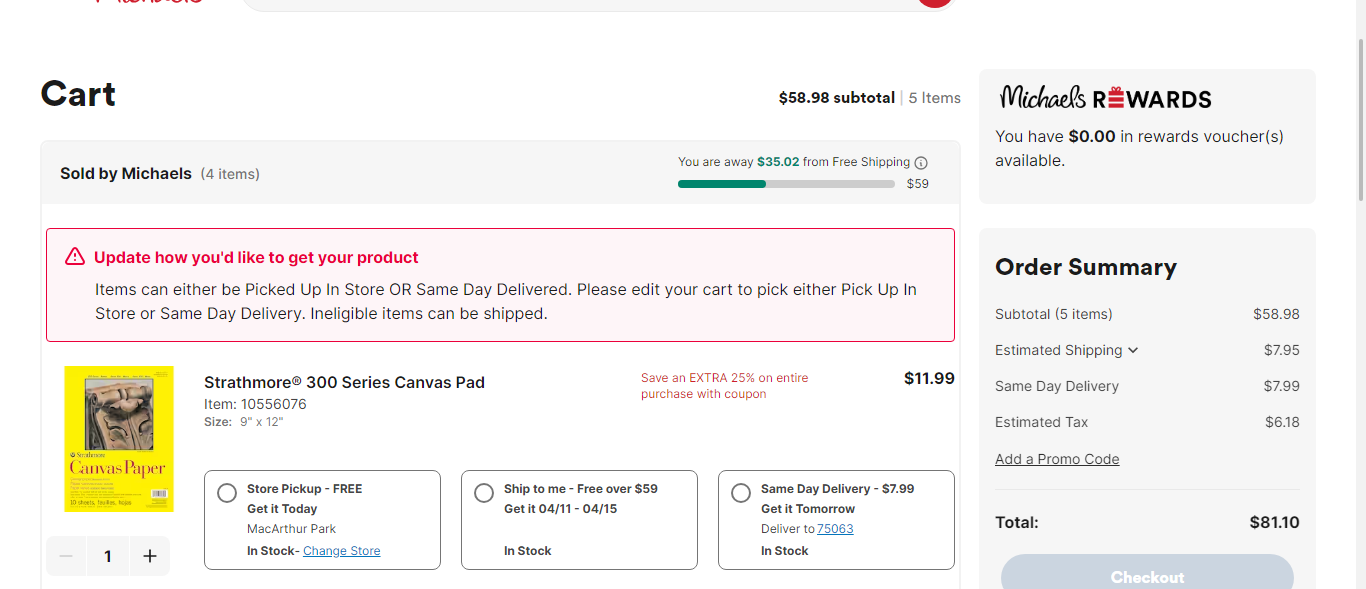 Michaels
Cart
$58.98 subtotal | 5 Items
Sold by Michaels (4 items)
You are away $35.02 from Free Shipping
$59
Update how you'd like to get your product
Items can either be Picked Up In Store OR Same Day Delivered. Please edit your cart to pick either Pick Up In
Store or Same Day Delivery. Ineligible items can be shipped.
Strathmore
Canvas Paper
Strathmore® 300 Series Canvas Pad
Item: 10556076
Size: 9" x 12"
Save an EXTRA 25% on entire
purchase with coupon
$11.99
Store Pickup - FREE
Get it Today
MacArthur Park
In Stock- Change Store
Ship to me - Free over $59
Get it 04/11 - 04/15
In Stock
Same Day Delivery - $7.99
Get it Tomorrow
Deliver to 75063
In Stock
1
Michaels REWARDS
You have $0.00 in rewards voucher(s)
available.
Order Summary
Subtotal (5 items) $58.98
Estimated Shipping $7.95
Same Day Delivery $7.99
Estimated Tax $6.18
Add a Promo Code
Total: $81.10
Checkout